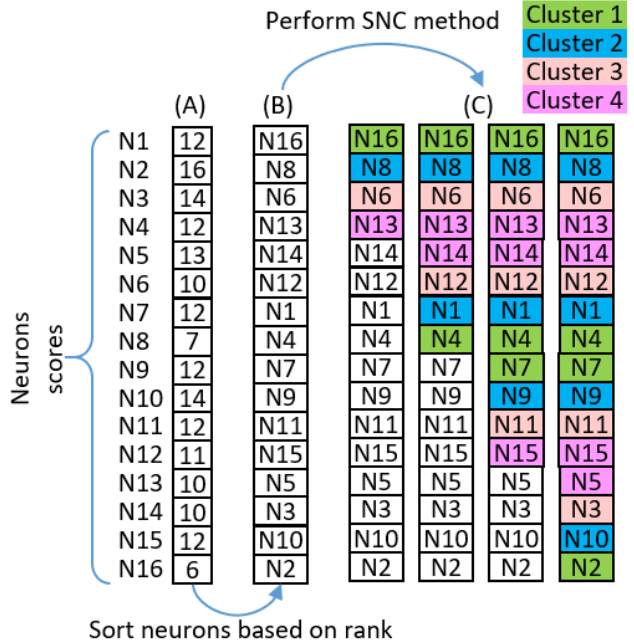 Perform SNC method
Cluster 1
Cluster 2
Cluster 3
Cluster 4
(A) (B) (C)
Neurons scores
N1 12 N16 N16 N16 N16 N16
N2 16 N8 N8 N8 N8 N8
N3 14 N6 N6 N6 N6 N6
N4 12 N13 N13 N13 N13 N13
N5 13 N14 N14 N14 N14 N14
N6 10 N12 N12 N12 N12 N12
N7 12 N1 N1 N1 N1 N1
N8 7 N4 N4 N4 N4 N4
N9 12 N7 N7 N7 N7 N7
N10 14 N9 N9 N9 N9 N9
N11 12 N11 N11 N11 N11 N11
N12 11 N15 N15 N15 N15 N15
N13 10 N5 N5 N5 N5 N5
N14 10 N3 N3 N3 N3 N3
N15 12 N10 N10 N10 N10 N10
N16 6 N2 N2 N2 N2 N2
Sort neurons based on rank